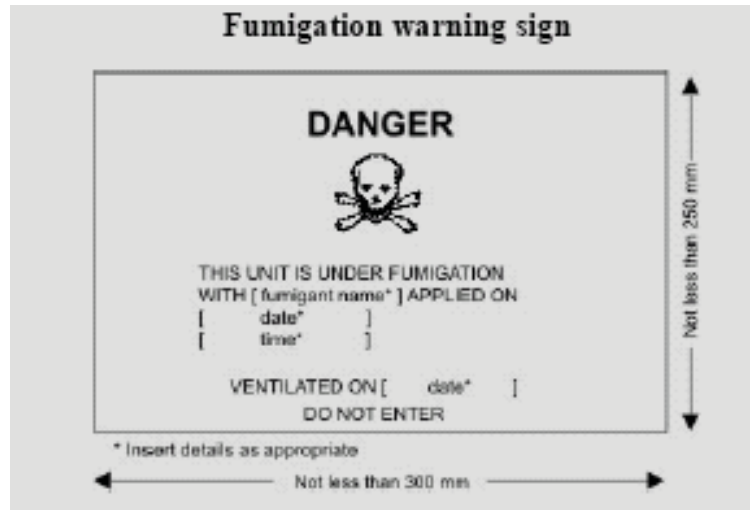 Fumigation warning sign
DANGER
THIS UNIT IS UNDER FUMIGATION
WITH [ fumigant name* ] APPLIED ON
[ date* ]
[ time* ]
VENTILATED ON [ date* ]
DO NOT ENTER
* Insert details as appropriate
Not less than 250 mm
Not less than 300 mm